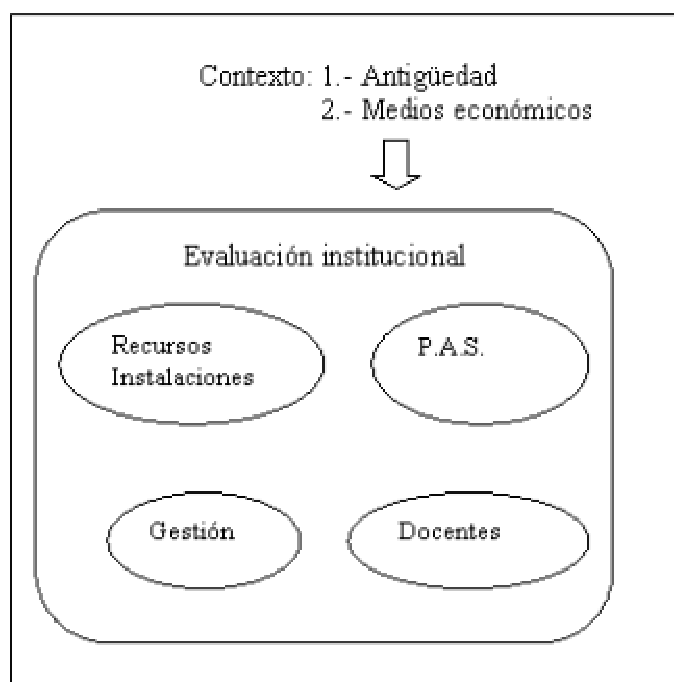 Contexto: 1.- Antigüedad
2.- Medios económicos
Evaluación institucional
Recursos
Instalaciones
P.A.S.
Gestión
Docentes